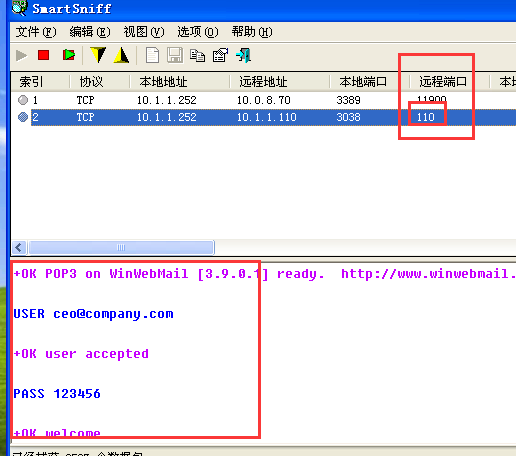 SmartSniff
文件(F) 编辑(E) 视图(V) 选项(O) 帮助(H)
索引 协议 本地地址 远程地址 本地端口 远程端口 本
1 TCP 10.1.1.252 10.0.8.70 3389 11900
2 TCP 10.1.1.252 10.1.1.110 3038 110
+OK POP3 on WinWebMail [3.9.0.1] ready. http://www.winwebmail.
USER ceo@company.com
+OK user accepted
PASS 123456
+OK welcome